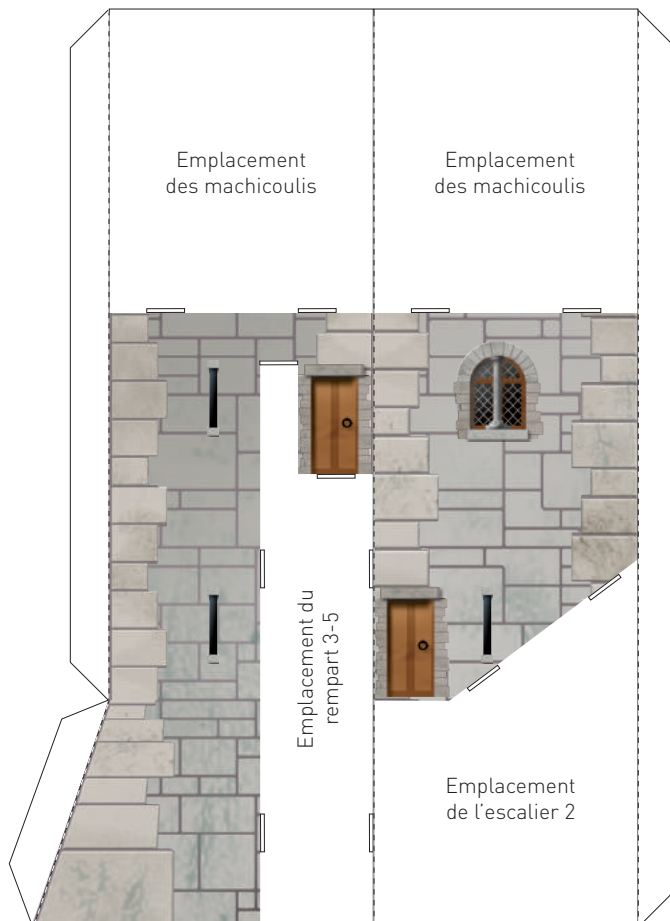 Emplacement
des machicoulis
Emplacement
des machicoulis
Emplacement du
rempart 3-5
Emplacement
de l'escalier 2